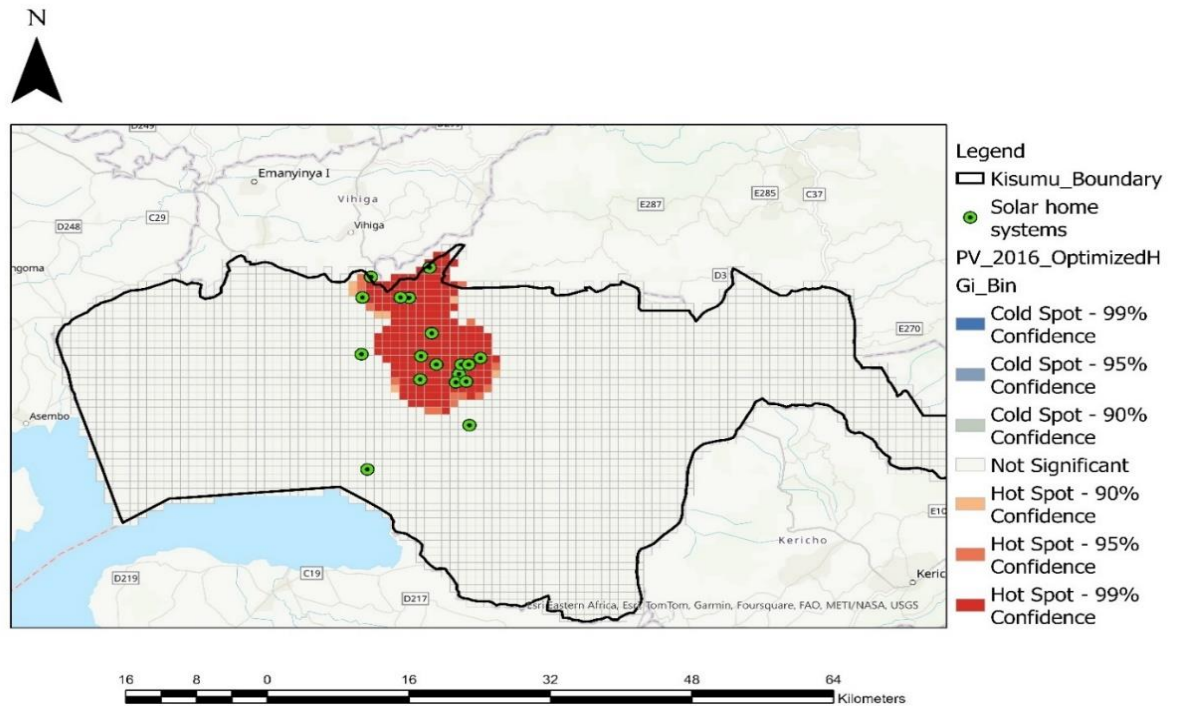 N
D249
Emanyinya I
Vihiga
C29
D248
Vihiga
E287
E285
C37
ngoma
D3
E270
Asembo
E10
Kericho
Keric
D219
C19
D217
Esri Eastern Africa, Esri, TomTom, Garmin, Foursquare, FAO, METI/NASA, USGS
Legend
Kisumu_Boundary
Solar home
systems
PV_2016_OptimizedH
Gi_Bin
Cold Spot - 99%
Confidence
Cold Spot - 95%
Confidence
Cold Spot - 90%
Confidence
Not Significant
Hot Spot - 90%
Confidence
Hot Spot - 95%
Confidence
Hot Spot - 99%
Confidence
16 8 0 16 32 48 64
Kilometers